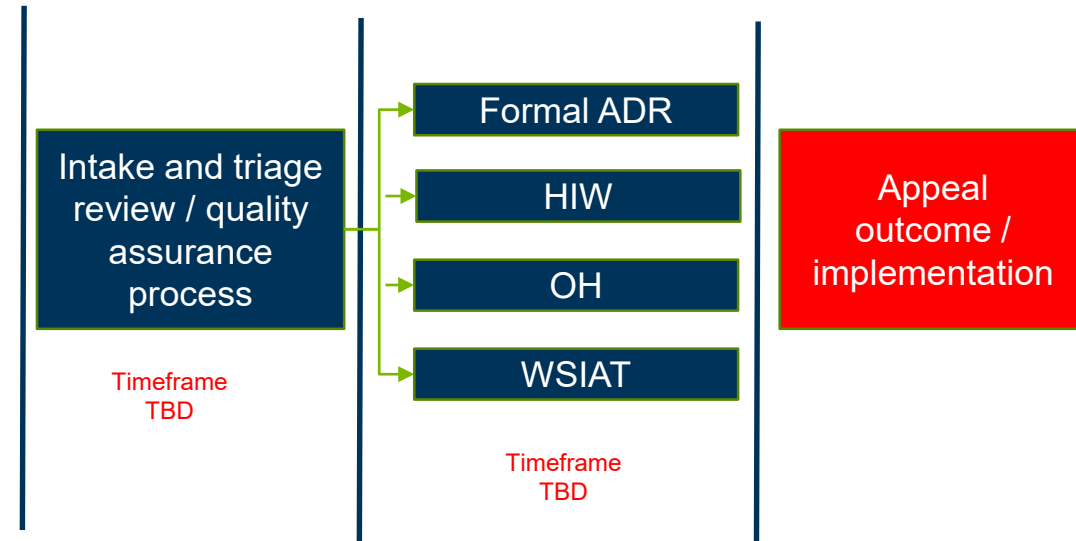 Intake and triage
review / quality
assurance
process
Timeframe
TBD
Formal ADR
HIW
OH
WSIAT
Timeframe
TBD
Appeal
outcome /
implementation